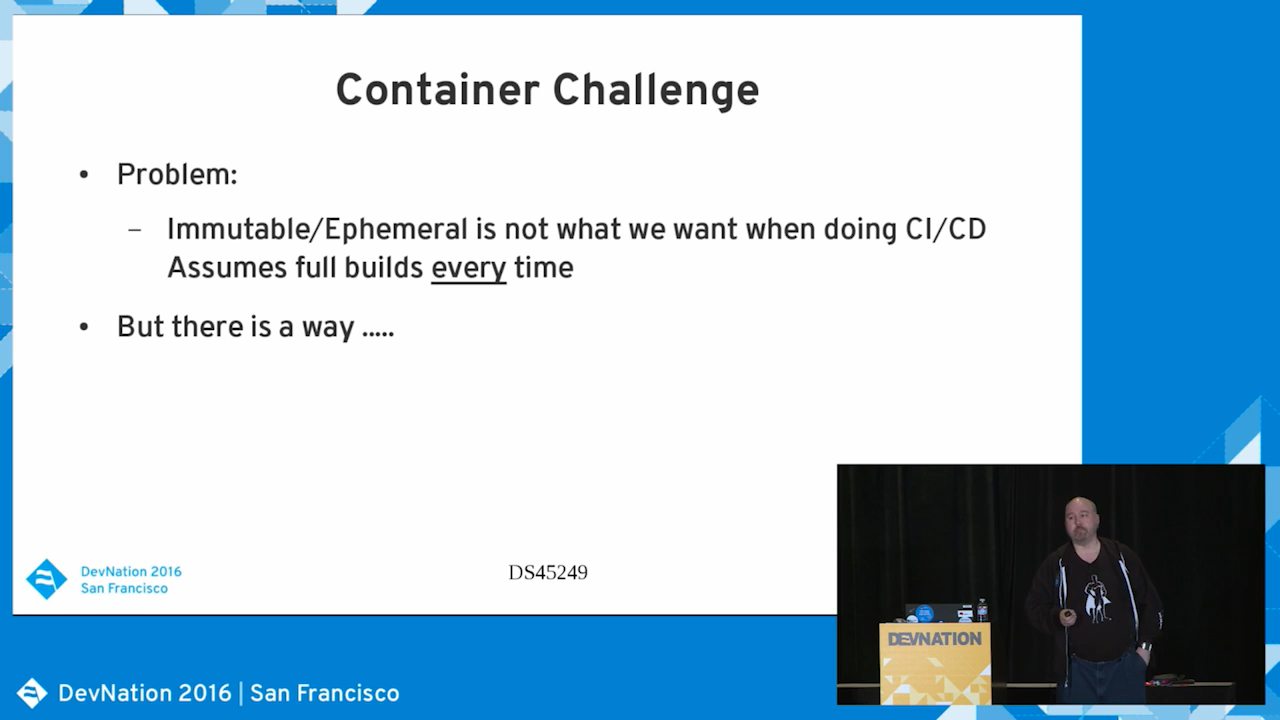 Container Challenge
• Problem:
– Immutable/Ephemeral is not what we want when doing CI/CD
Assumes full builds every time
• But there is a way .....
DevNation 2016
San Francisco
DS45249
DEVNATION
DevNation 2016 | San Francisco